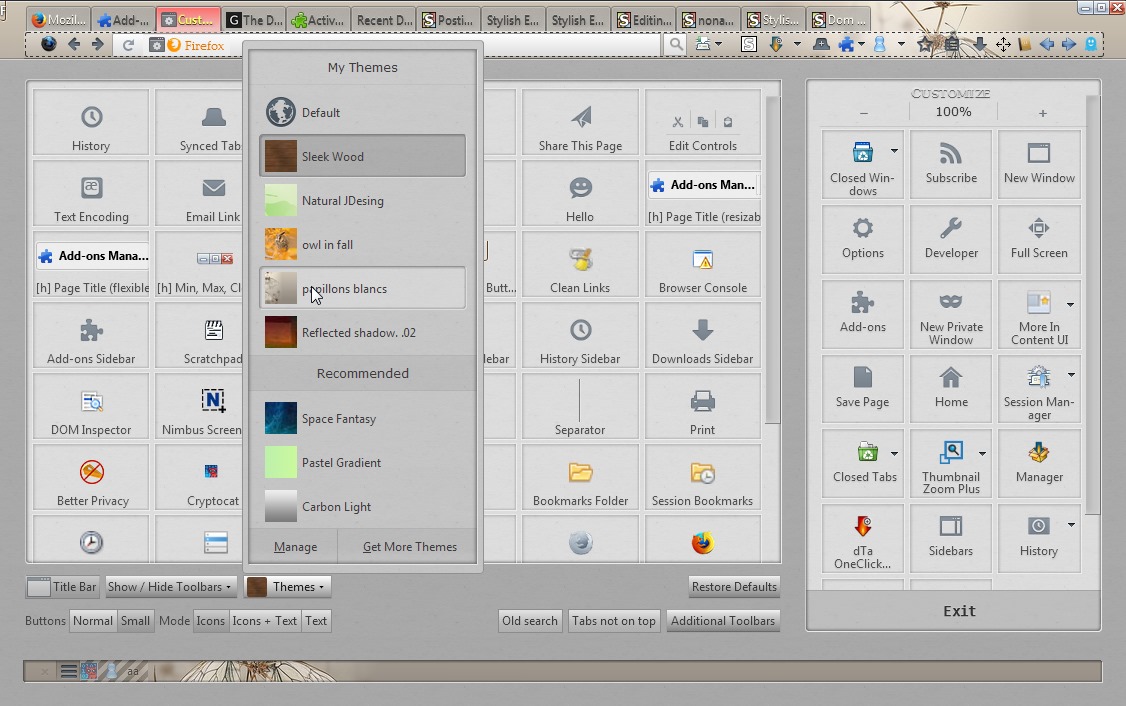 Mozil...
Add-...
Cust...
The D...
Activ...
Recent D...
Posti...
Stylish E...
Stylish E...
Editin...
nona...
Stylis...
Dom ...
Firefox
My Themes
Default
Sleek Wood
Natural JDesing
owl in fall
papillons blancs
Reflected shadow. .02
Recommended
Space Fantasy
Pastel Gradient
Carbon Light
Manage
Get More Themes
History
Synced Tab
Share This Page
Edit Controls
Text Encoding
Email Link
Hello
Add-ons Man...
[h] Page Title (resizab
Add-ons Mana...
[h] Page Title (flexible
[h] Min, Max, Cl
Butt...
Clean Links
Browser Console
Add-ons Sidebar
Scratchpad
lebar
History Sidebar
Downloads Sidebar
DOM Inspector
Nimbus Screen
Separator
Print
Better Privacy
Cryptocat
Bookmarks Folder
Session Bookmarks
CUSTOMIZE
– 100% +
Closed Win-
dows
Subscribe
New Window
Options
Developer
Full Screen
Add-ons
New Private
Window
More In
Content UI
Save Page
Home
Session Man-
ager
Closed Tabs
Thumbnail
Zoom Plus
Manager
dTa
OneClick...
Sidebars
History
Exit
Title Bar
Show / Hide Toolbars
Themes
Restore Defaults
Buttons Normal Small Mode Icons Icons + Text Text
Old search
Tabs not on top
Additional Toolbars
aa